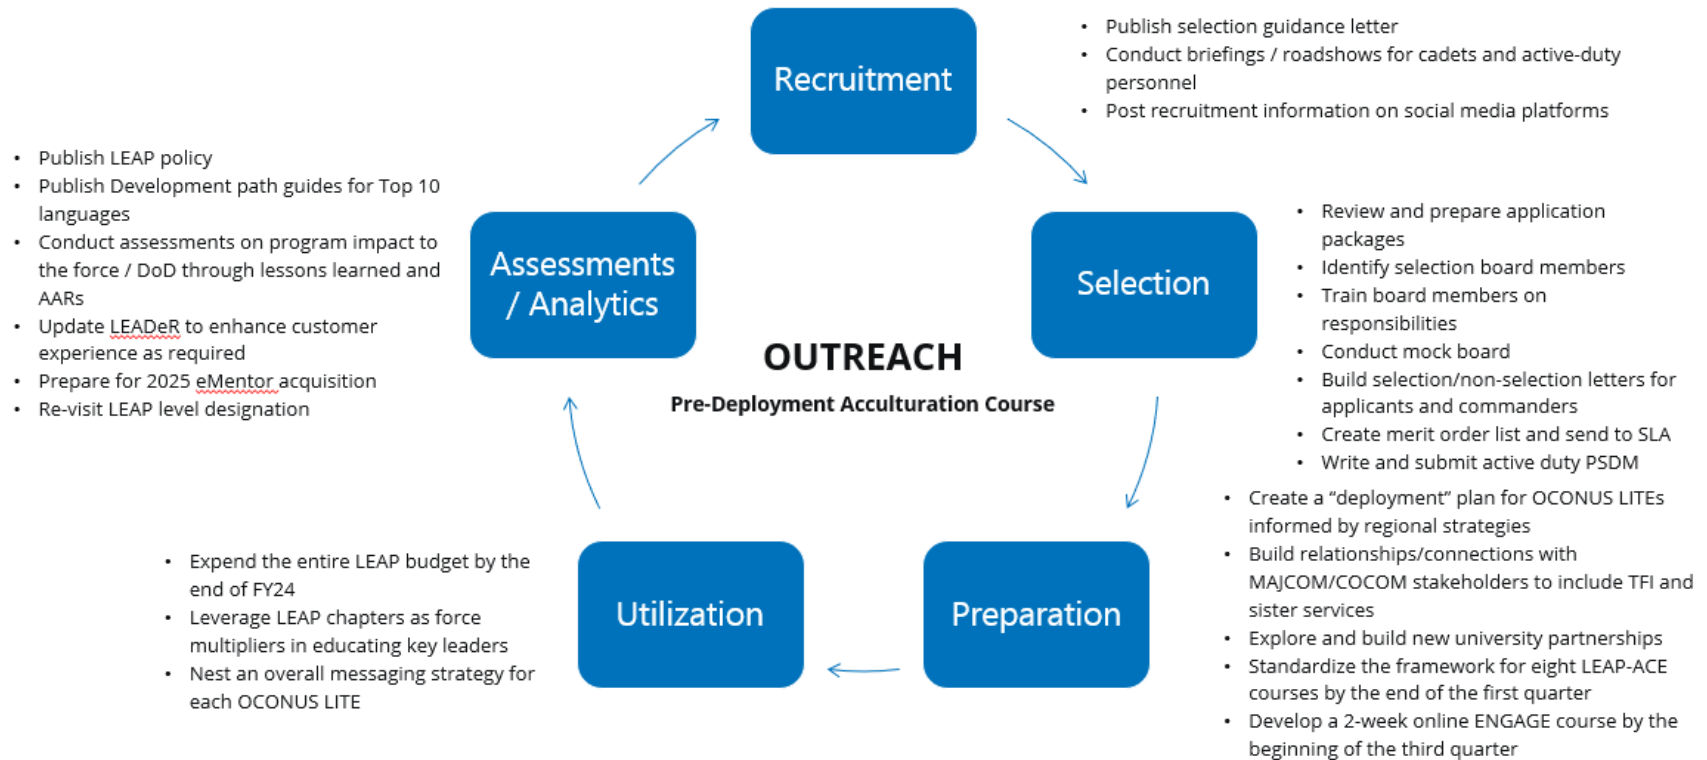 Recruitment
• Publish selection guidance letter
• Conduct briefings / roadshows for cadets and active-duty
personnel
• Post recruitment information on social media platforms
Selection
• Review and prepare application
packages
• Identify selection board members
• Train board members on
responsibilities
• Conduct mock board
• Build selection/non-selection letters for
applicants and commanders
• Create merit order list and send to SLA
• Write and submit active duty PSDM
Preparation
• Create a “deployment” plan for OCONUS LITEs
informed by regional strategies
• Build relationships/connections with
MAJCOM/COCOM stakeholders to include TFI and
sister services
• Explore and build new university partnerships
• Standardize the framework for eight LEAP-ACE
courses by the end of the first quarter
• Develop a 2-week online ENGAGE course by the
beginning of the third quarter
Utilization
• Expend the entire LEAP budget by the
end of FY24
• Leverage LEAP chapters as force
multipliers in educating key leaders
• Nest an overall messaging strategy for
each OCONUS LITE
Assessments
/ Analytics
• Publish LEAP policy
• Publish Development path guides for Top 10
languages
• Conduct assessments on program impact to
the force / DoD through lessons learned and
AARs
• Update LEADeR to enhance customer
experience as required
• Prepare for 2025 eMentor acquisition
• Re-visit LEAP level designation
OUTREACH
Pre-Deployment Acculturation Course